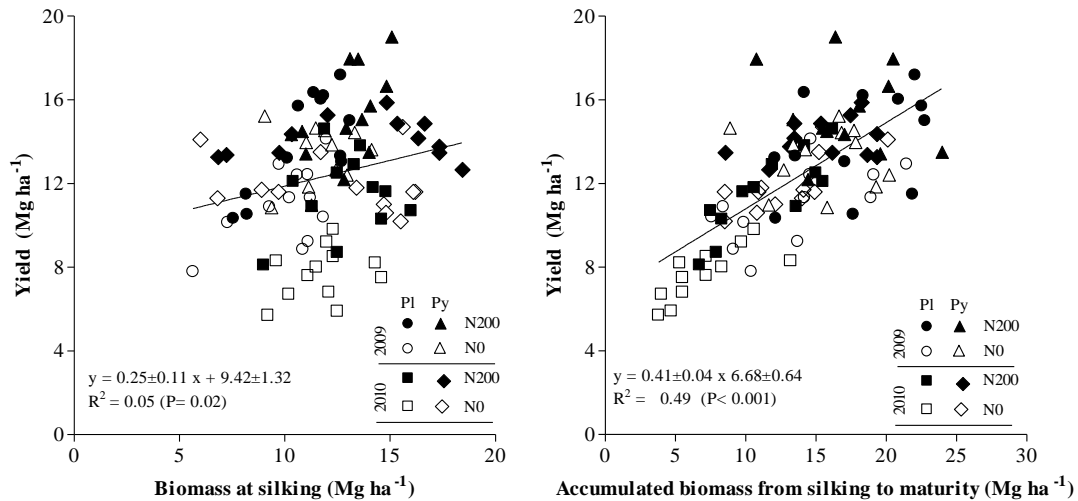 20
16
12
8
4
0
Yield (Mg ha⁻¹)
Pl Py
2009
N200
N0
2010
N200
N0
y = 0.25±0.11 x + 9.42±1.32
R² = 0.05 (P= 0.02)
0 5 10 15 20
Biomass at silking (Mg ha⁻¹)
20
16
12
8
4
0
Yield (Mg ha⁻¹)
Pl Py
2009
N200
N0
2010
N200
N0
y = 0.41±0.04 x 6.68±0.64
R² = 0.49 (P< 0.001)
0 5 10 15 20 25 30
Accumulated biomass from silking to maturity (Mg ha⁻¹)